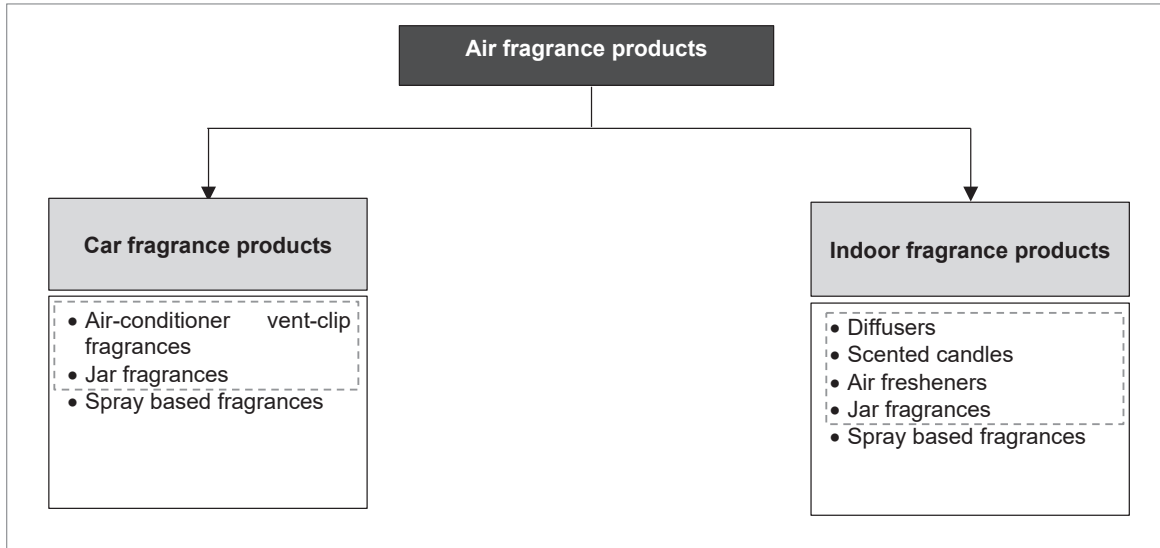 Air fragrance products
Car fragrance products
• Air-conditioner vent-clip
fragrances
• Jar fragrances
• Spray based fragrances
Indoor fragrance products
• Diffusers
• Scented candles
• Air fresheners
• Jar fragrances
• Spray based fragrances